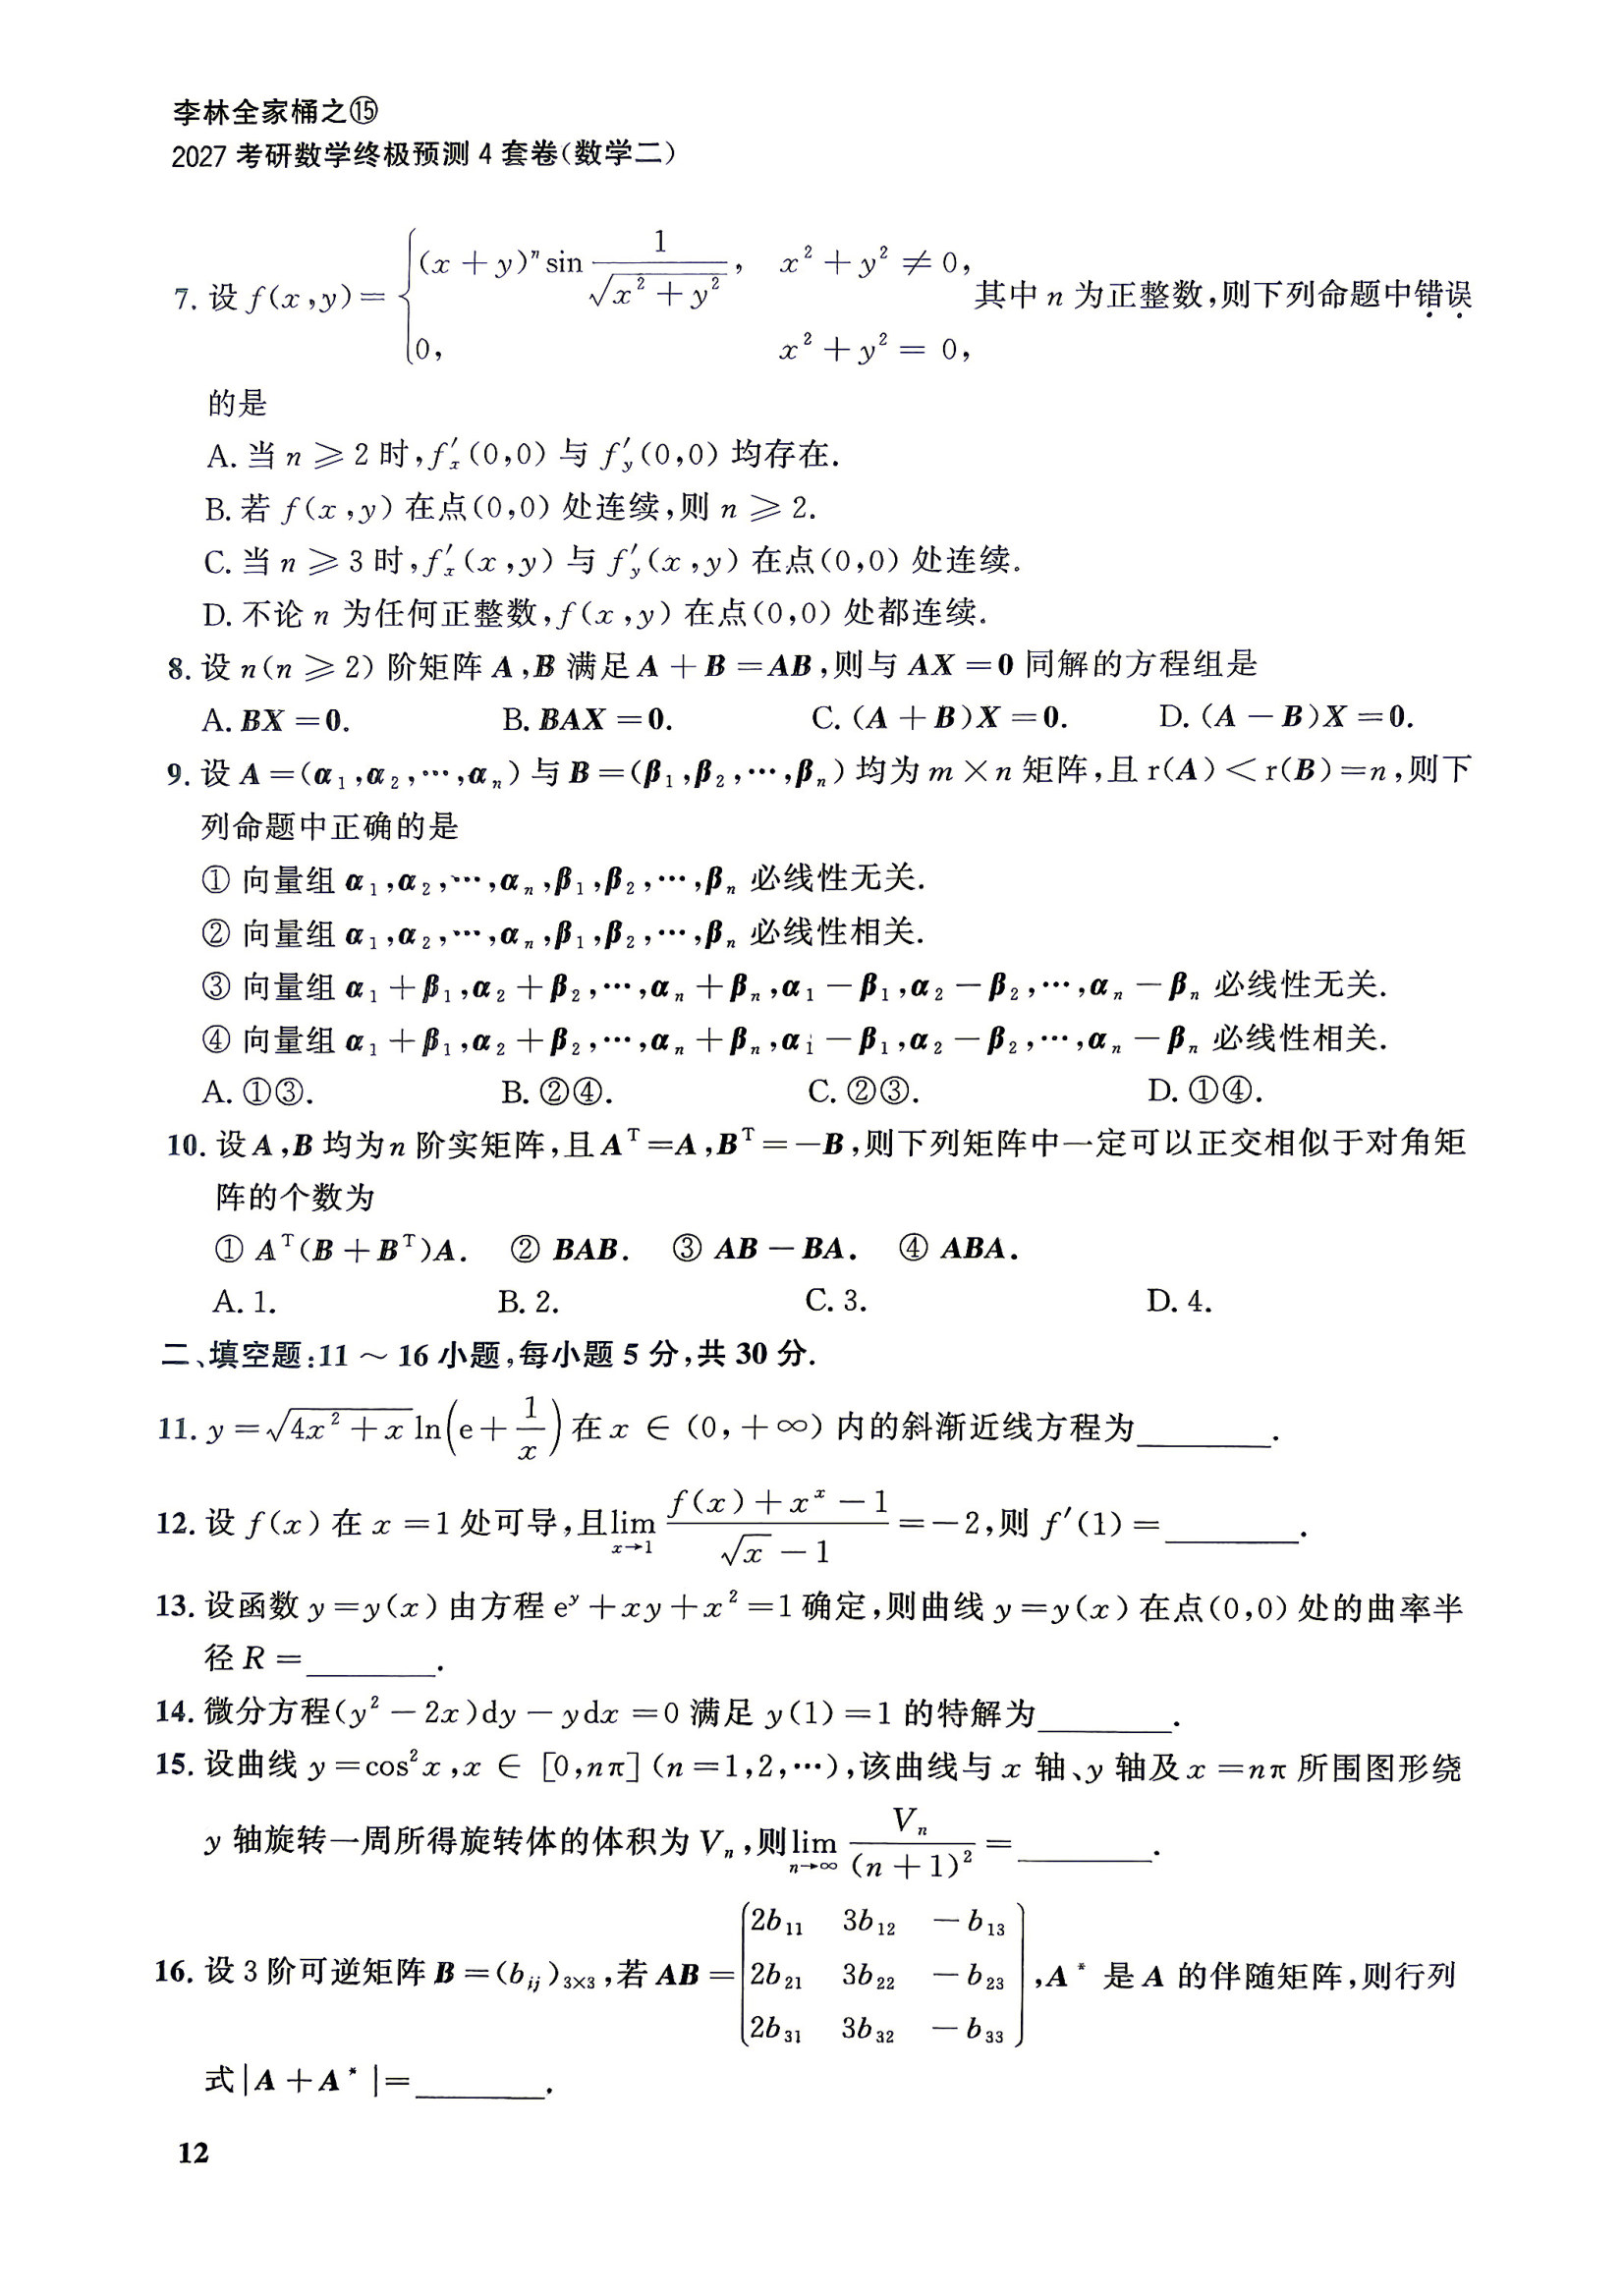 李林全家桶之⑮
2027 考研数学终极预测 4 套卷(数学二)
7. 设 f(x,y) = { (x + y)ⁿ sin 1/√(x² + y²), x² + y² ≠ 0, 0, x² + y² = 0, 其中 n 为正整数,则下列命题中错误
的是
A. 当 n ⩾ 2 时,f′ₓ(0,0) 与 f′ᵧ(0,0) 均存在.
B. 若 f(x,y) 在点(0,0) 处连续,则 n ⩾ 2.
C. 当 n ⩾ 3 时,f′ₓ(x,y) 与 f′ᵧ(x,y) 在点(0,0) 处连续.
D. 不论 n 为任何正整数,f(x,y) 在点(0,0) 处都连续.
8. 设 n(n ⩾ 2) 阶矩阵 A,B 满足 A + B = AB,则与 AX = 0 同解的方程组是
A. BX = 0. B. BAX = 0. C. (A + B)X = 0. D. (A − B)X = 0.
9. 设 A = (α₁,α₂,⋯,αₙ) 与 B = (β₁,β₂,⋯,βₙ) 均为 m × n 矩阵,且 r(A) < r(B) = n,则下
列命题中正确的是
① 向量组 α₁,α₂,⋯,αₙ,β₁,β₂,⋯,βₙ 必线性无关.
② 向量组 α₁,α₂,⋯,αₙ,β₁,β₂,⋯,βₙ 必线性相关.
③ 向量组 α₁ + β₁,α₂ + β₂,⋯,αₙ + βₙ,α₁ − β₁,α₂ − β₂,⋯,αₙ − βₙ 必线性无关.
④ 向量组 α₁ + β₁,α₂ + β₂,⋯,αₙ + βₙ,α₁ − β₁,α₂ − β₂,⋯,αₙ − βₙ 必线性相关.
A. ①③. B. ②④. C. ②③. D. ①④.
10. 设 A,B 均为 n 阶实矩阵,且 Aᵀ = A,Bᵀ = −B,则下列矩阵中一定可以正交相似于对角矩
阵的个数为
① Aᵀ(B + Bᵀ)A. ② BAB. ③ AB − BA. ④ ABA.
A. 1. B. 2. C. 3. D. 4.
二、填空题:11 ～ 16 小题,每小题 5 分,共 30 分.
11. y = √(4x² + x) ln(e + 1/x) 在 x ∈ (0, +∞) 内的斜渐近线方程为________.
12. 设 f(x) 在 x = 1 处可导,且 lim_{x→1} (f(x) + xˣ − 1)/(√x − 1) = −2,则 f′(1) = ________.
13. 设函数 y = y(x) 由方程 eʸ + xy + x² = 1 确定,则曲线 y = y(x) 在点(0,0) 处的曲率半
径 R = ________.
14. 微分方程(y² − 2x)dy − ydx = 0 满足 y(1) = 1 的特解为________.
15. 设曲线 y = cos²x,x ∈ [0,nπ] (n = 1,2,⋯),该曲线与 x 轴、y 轴及 x = nπ 所围图形绕
y 轴旋转一周所得旋转体的体积为 Vₙ,则 lim_{n→∞} Vₙ/(n + 1)² = ________.
16. 设 3 阶可逆矩阵 B = (b_{ij})_{3×3},若 AB = (2b₁₁ 3b₁₂ −b₁₃ 2b₂₁ 3b₂₂ −b₂₃ 2b₃₁ 3b₃₂ −b₃₃),A* 是 A 的伴随矩阵,则行列
式|A + A*| = ________.
12